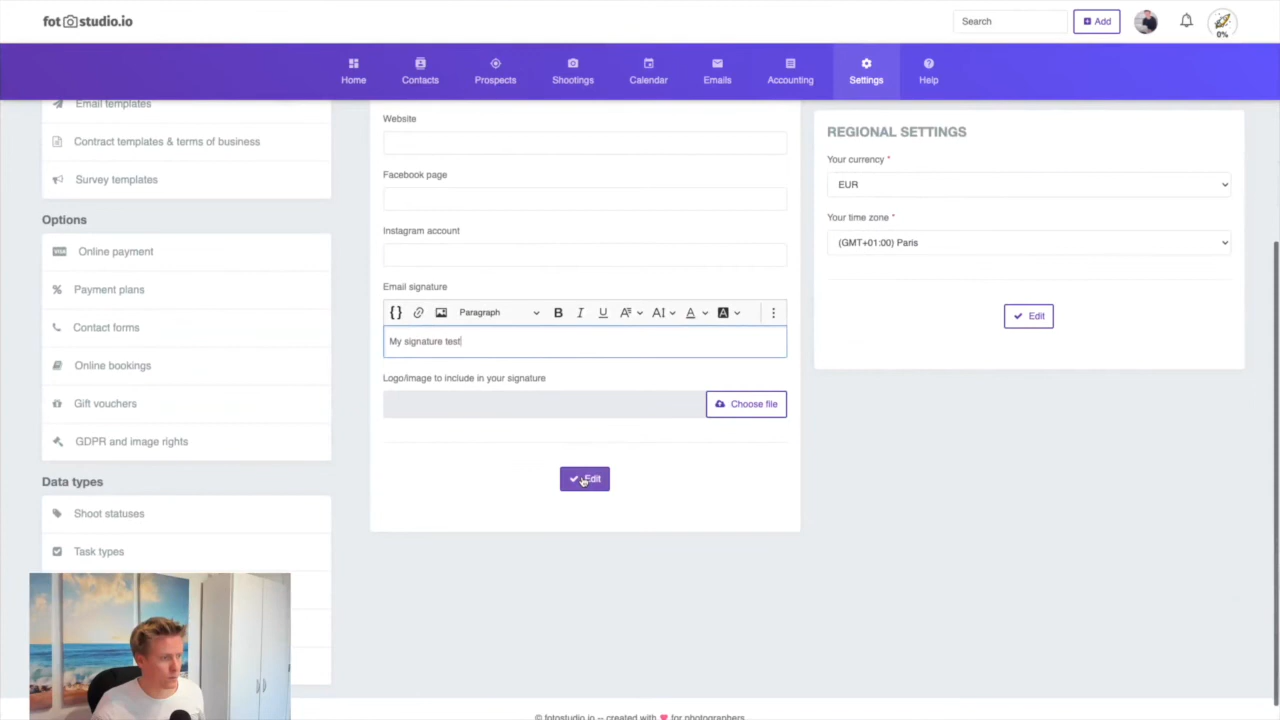 fotstudio.io
Search
Add
0%
Home
Contacts
Prospects
Shootings
Calendar
Emails
Accounting
Settings
Help
Email templates
Contract templates & terms of business
Survey templates
Options
Online payment
Payment plans
Contact forms
Online bookings
Gift vouchers
GDPR and image rights
Data types
Shoot statuses
Task types
Website
Facebook page
Instagram account
Email signature
{} Paragraph B I U A AI A A
My signature test
Logo/image to include in your signature
Choose file
Edit
REGIONAL SETTINGS
Your currency *
EUR
Your time zone *
(GMT+01:00) Paris
Edit
© fotostudio.io -- created with ♥ for photographers